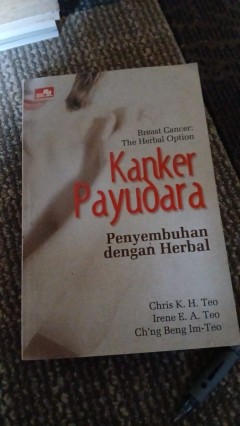 Breast Cancer:
The Herbal Option
Kanker
Payudara
Penyembuhan
dengan Herbal
Chris K. H. Teo
Irene E. A. Teo
Ch'ng Beng Im-Teo